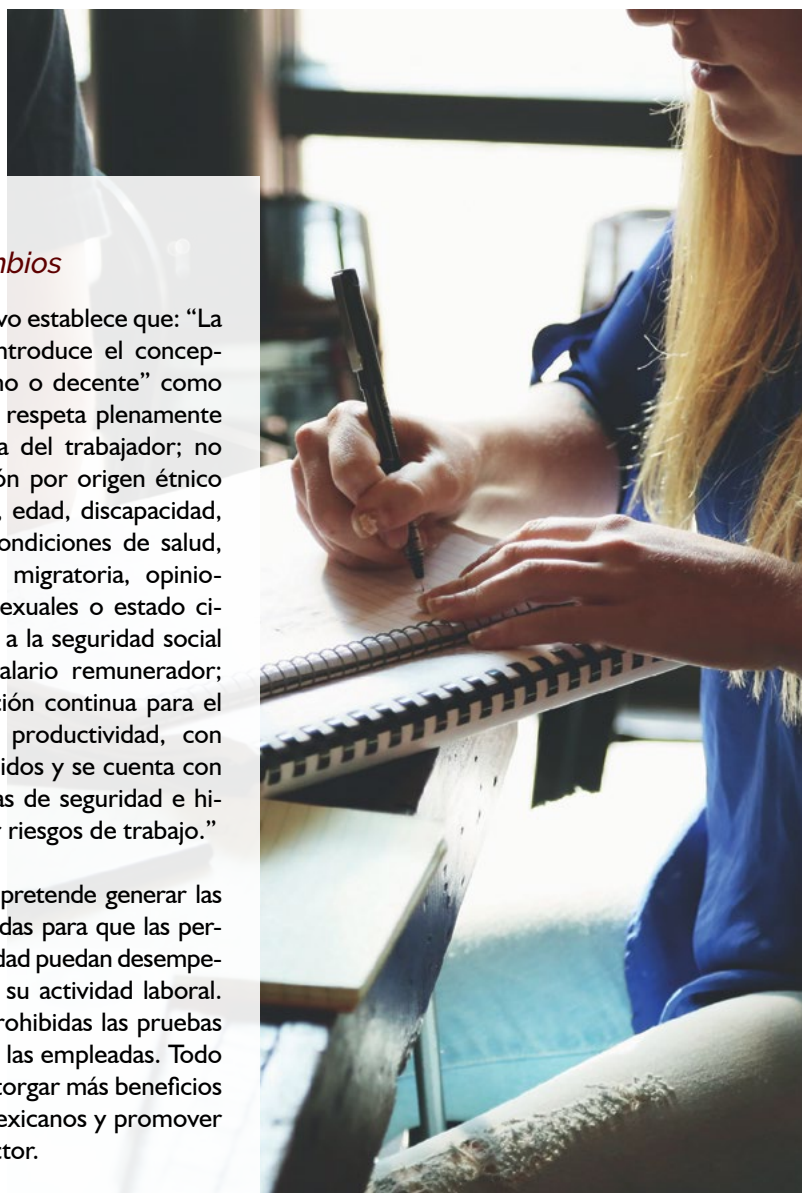 mbios
vo establece que: “La
ntroduce el concep-
no o decente” como
respeta plenamente
a del trabajador; no
ón por origen étnico
, edad, discapacidad,
ondiciones de salud,
migratoria, opinio-
exuales o estado ci-
a la seguridad social
alario remunerador;
ción continua para el
productividad, con
idos y se cuenta con
as de seguridad e hi-
r riesgos de trabajo.”
pretende generar las
das para que las per-
dad puedan desempe-
su actividad laboral.
rohibidas las pruebas
las empleadas. Todo
torgar más beneficios
exicanos y promover
ctor.